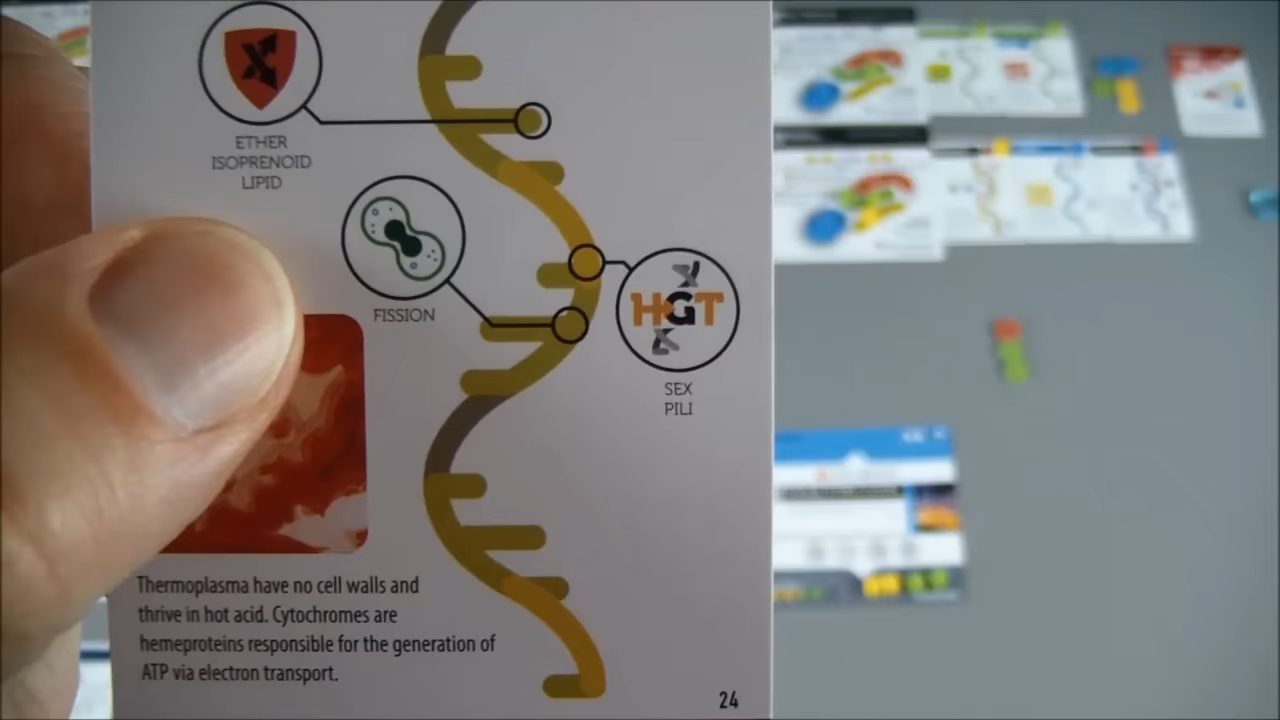 ETHER
ISOPRENOID
LIPID
FISSION
HGT
SEX
PILI
Thermoplasma have no cell walls and
thrive in hot acid. Cytochromes are
hemeproteins responsible for the generation of
ATP via electron transport.
24